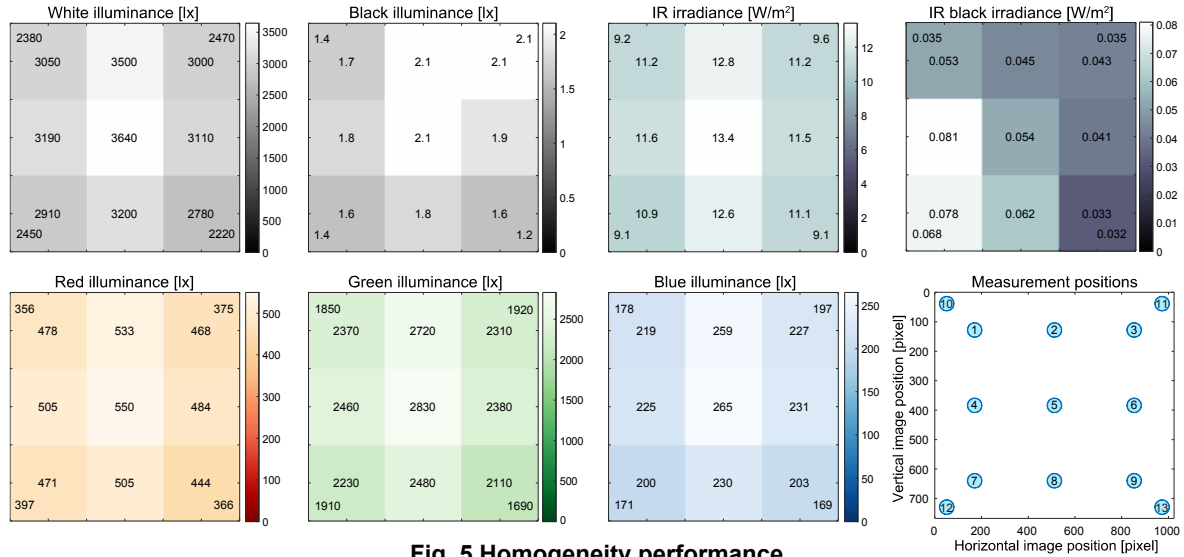 White illuminance [lx]
2380 2470
3050 3500 3000
3190 3640 3110
2910 3200 2780
2450 2220
3500
3000
2500
2000
1500
1000
500
0
Black illuminance [lx]
1.4 2.1
1.7 2.1 2.1
1.8 2.1 1.9
1.6 1.8 1.6
1.4 1.2
2
1.5
1
0.5
0
IR irradiance [W/m²]
9.2 9.6
11.2 12.8 11.2
11.6 13.4 11.5
10.9 12.6 11.1
9.1 9.1
12
10
8
6
4
2
0
IR black irradiance [W/m²]
0.035 0.035
0.053 0.045 0.043
0.081 0.054 0.041
0.078 0.062 0.033
0.068 0.032
0.08
0.07
0.06
0.05
0.04
0.03
0.02
0.01
0
Red illuminance [lx]
356 375
478 533 468
505 550 484
471 505 444
397 366
500
400
300
200
100
0
Green illuminance [lx]
1850 1920
2370 2720 2310
2460 2830 2380
2230 2480 2110
1910 1690
2500
2000
1500
1000
500
0
Blue illuminance [lx]
178 197
219 259 227
225 265 231
200 230 203
171 169
250
200
150
100
50
0
Measurement positions
Vertical image position [pixel]
0
100
200
300
400
500
600
700
10 11
1 2 3
4 5 6
7 8 9
12 13
0 200 400 600 800 1000
Horizontal image position [pixel]
Fig. 5 Homogeneity performance